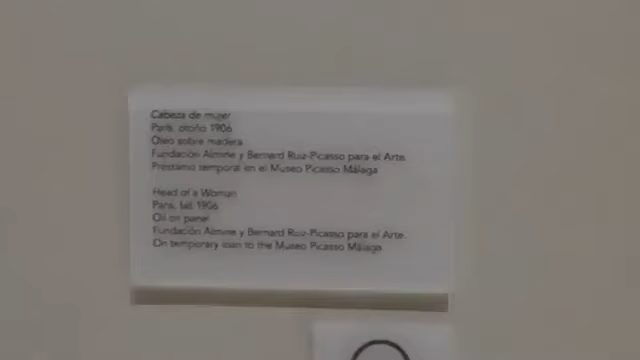 Cabeza de mujer
París, otoño 1906
Óleo sobre madera
Fundación Almine y Bernard Ruiz-Picasso para el Arte.
Préstamo temporal en el Museo Picasso Málaga
Head of a Woman
Paris, fall 1906
Oil on panel
Fundación Almine y Bernard Ruiz-Picasso para el Arte.
On temporary loan to the Museo Picasso Málaga